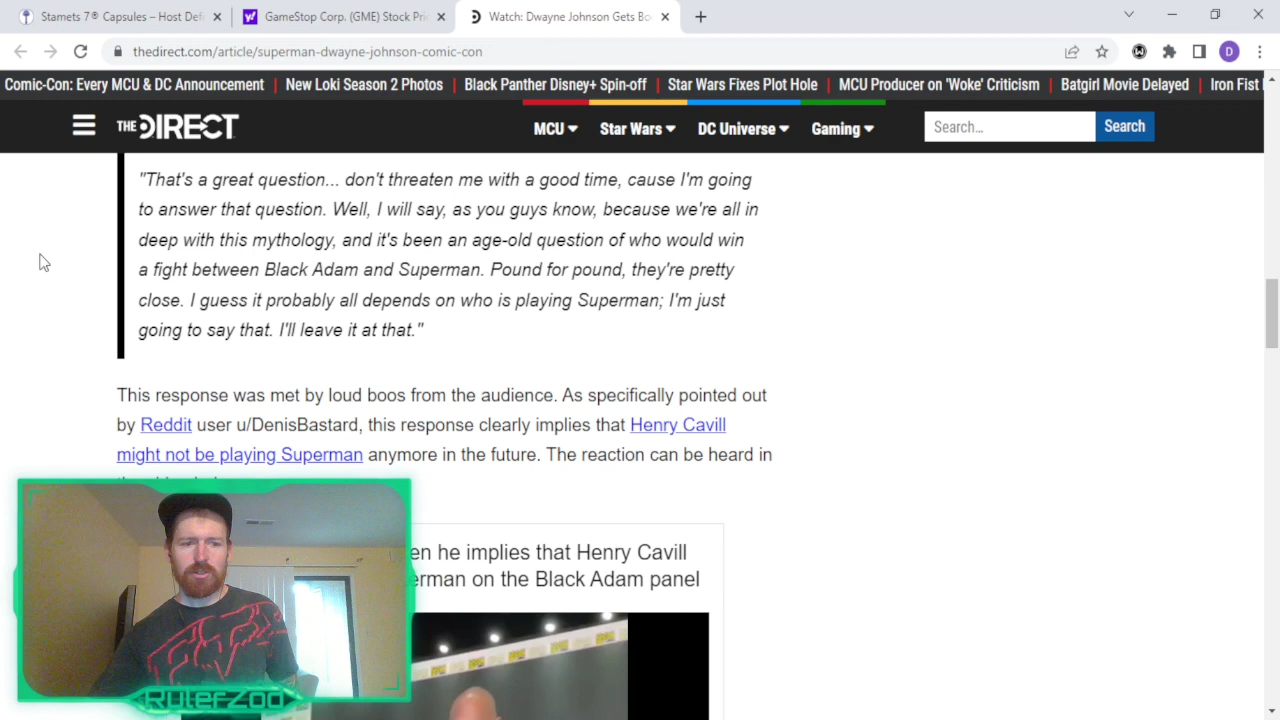 Stamets 7® Capsules – Host Def
GameStop Corp. (GME) Stock Pri
Watch: Dwayne Johnson Gets Bo
thedirect.com/article/superman-dwayne-johnson-comic-con
D
Comic-Con: Every MCU & DC Announcement | New Loki Season 2 Photos | Black Panther Disney+ Spin-off | Star Wars Fixes Plot Hole | MCU Producer on 'Woke' Criticism | Batgirl Movie Delayed | Iron Fist
THE DIRECT
MCU Star Wars DC Universe Gaming
Search... Search
"That's a great question... don't threaten me with a good time, cause I'm going
to answer that question. Well, I will say, as you guys know, because we're all in
deep with this mythology, and it's been an age-old question of who would win
a fight between Black Adam and Superman. Pound for pound, they're pretty
close. I guess it probably all depends on who is playing Superman; I'm just
going to say that. I'll leave it at that."
This response was met by loud boos from the audience. As specifically pointed out
by Reddit user u/DenisBastard, this response clearly implies that Henry Cavill
might not be playing Superman anymore in the future. The reaction can be heard in
en he implies that Henry Cavill
erman on the Black Adam panel
RulerZod